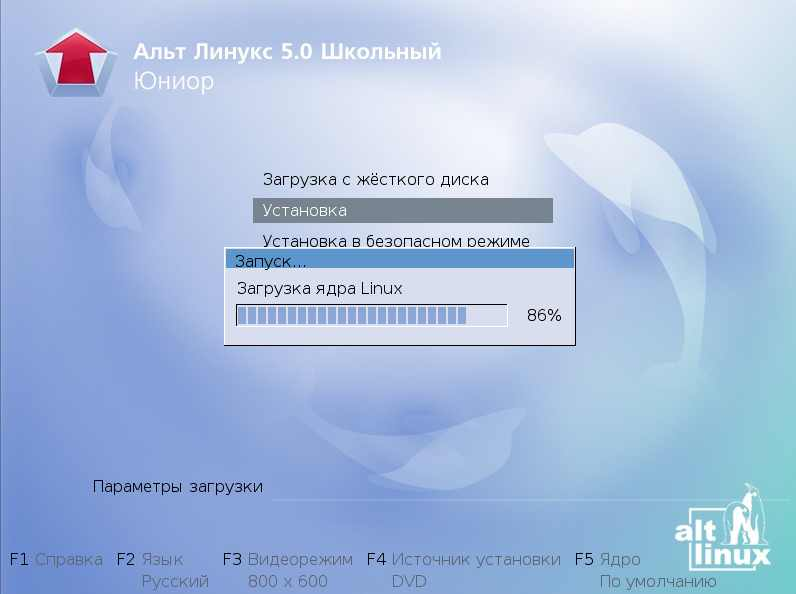 Альт Линукс 5.0 Школьный
Юниор
Загрузка с жёсткого диска
Установка
Установка в безопасном режиме
Запуск...
Загрузка ядра Linux
86%
Параметры загрузки
alt
linux
F1 Справка F2 Язык F3 Видеорежим F4 Источник установки F5 Ядро
Русский 800 x 600 DVD По умолчанию